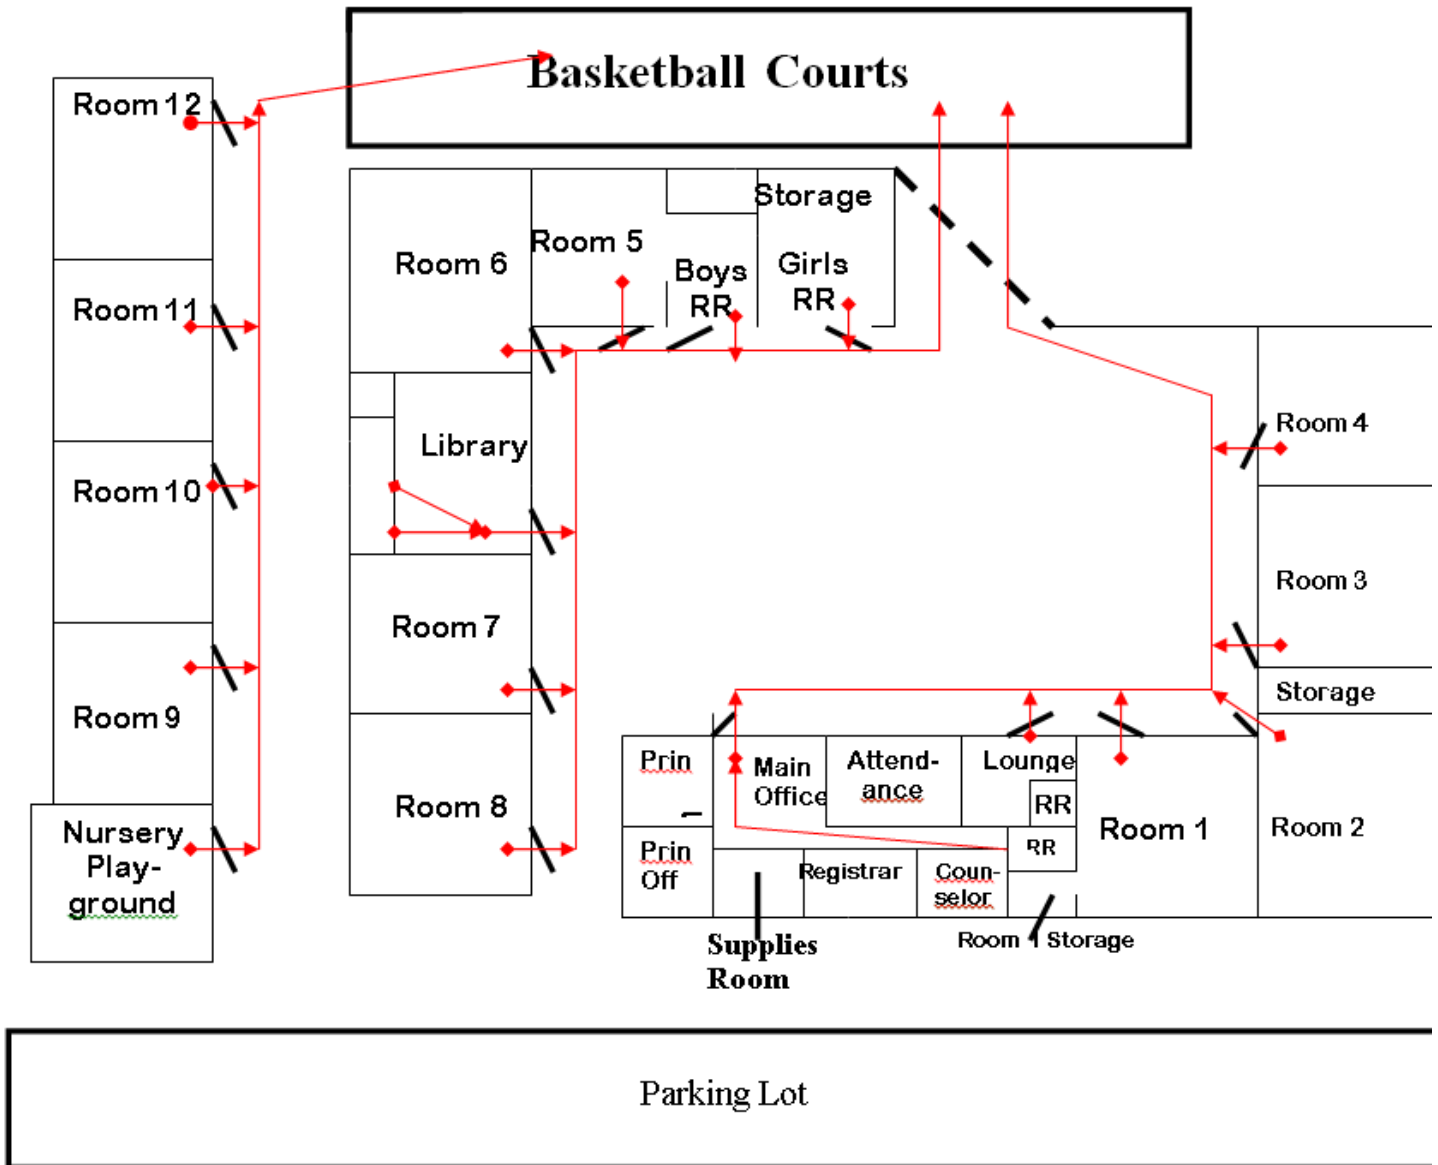 Basketball Courts
Room 12
Room 11
Room 10
Room 9
Nursery
Play-
ground
Room 6
Room 5
Storage
Boys
RR
Girls
RR
Library
Room 7
Room 8
Room 4
Room 3
Storage
Room 2
Prin
Main
Office
Attend-
ance
Lounge
RR
Room 1
Prin
Off
RR
Registrar
Coun-
selor
Supplies
Room
Room 1 Storage
Parking Lot